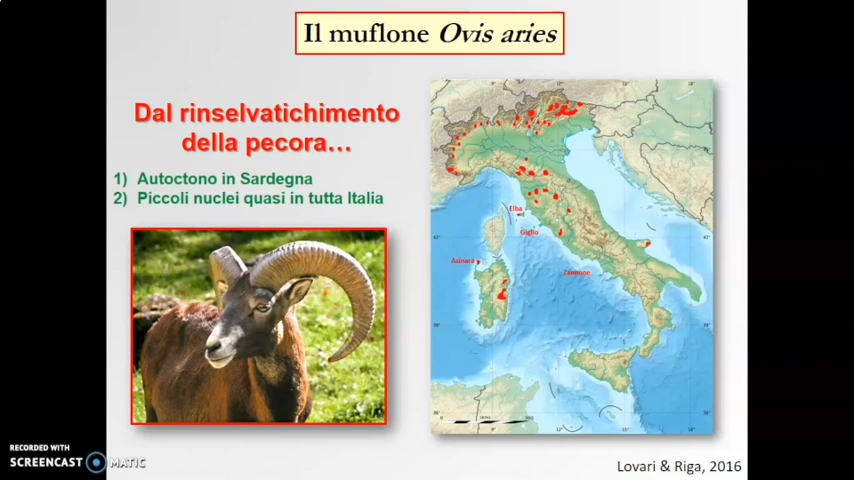 Il muflone Ovis aries
Dal rinselvatichimento
della pecora...
1) Autoctono in Sardegna
2) Piccoli nuclei quasi in tutta Italia
Elba
Giglio
Asinara
Zannone
Lovari & Riga, 2016
RECORDED WITH
SCREENCAST MATIC